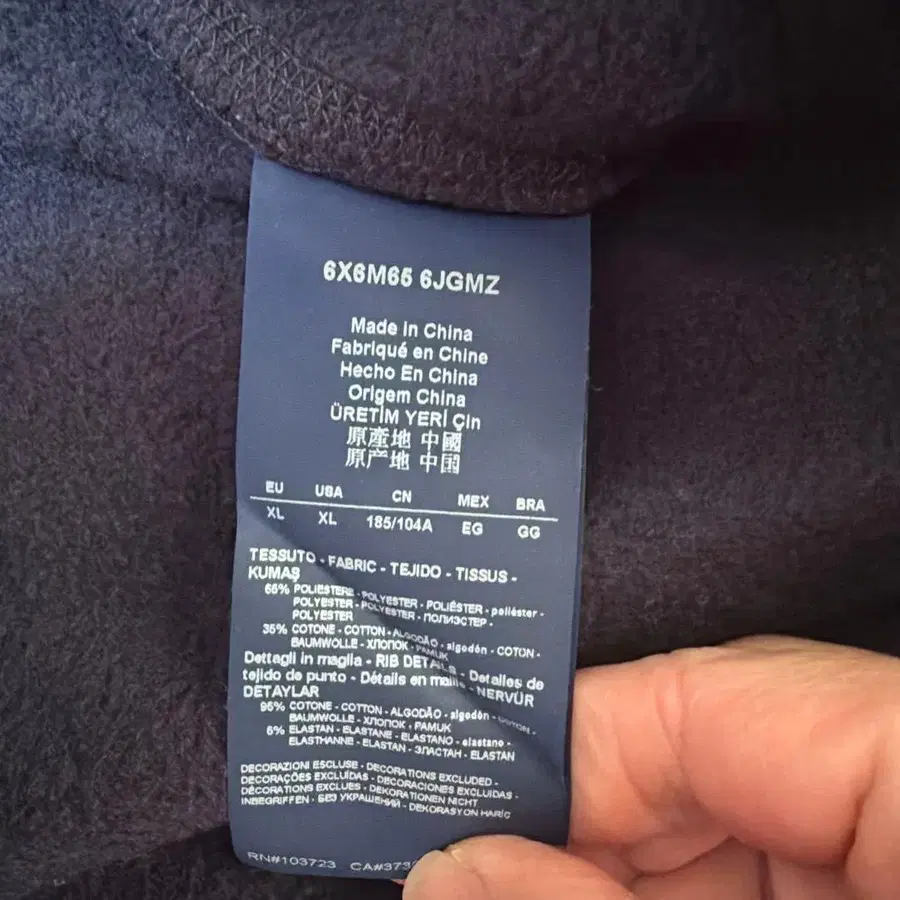 6X6M65 6JGMZ
Made in China
Fabriqué en Chine
Hecho En China
Origem China
ÜRETİM YERİ Çin
原產地 中國
原产地 中国
EU USA CN MEX BRA
XL XL 185/104A EG GG
TESSUTO - FABRIC - TEJIDO - TISSUS -
KUMAŞ
65% POLIESTERE - POLYESTER - POLIÉSTER - poliéster -
POLYESTER - POLYESTER - ПОЛИЭСТЕР -
POLYESTER
35% COTONE - COTTON - ALGODÃO - algodón - COTON -
BAUMWOLLE - ХЛОПОК - PAMUK
Dettagli in maglia - RIB DETAILS - Detalles de
tejido de punto - Détails en maille - NERVÜR
DETAYLAR
95% COTONE - COTTON - ALGODÃO - algodón - COTON -
BAUMWOLLE - ХЛОПОК - PAMUK
5% ELASTAN - ELASTANE - ELASTANO - elastano -
ELASTHANNE - ELASTAN - ЭЛАСТАН - ELASTAN
DECORAZIONI ESCLUSE - DECORATIONS EXCLUDED -
DECORAÇÕES EXCLUÍDAS - DECORACIONES EXCLUIDAS -
DÉCORATIONS EXCLUES - DEKORATIONEN NICHT
INBEGRIFFEN - БЕЗ УКРАШЕНИЙ - DEKORASYON HARİÇ
RN#103723 CA#373